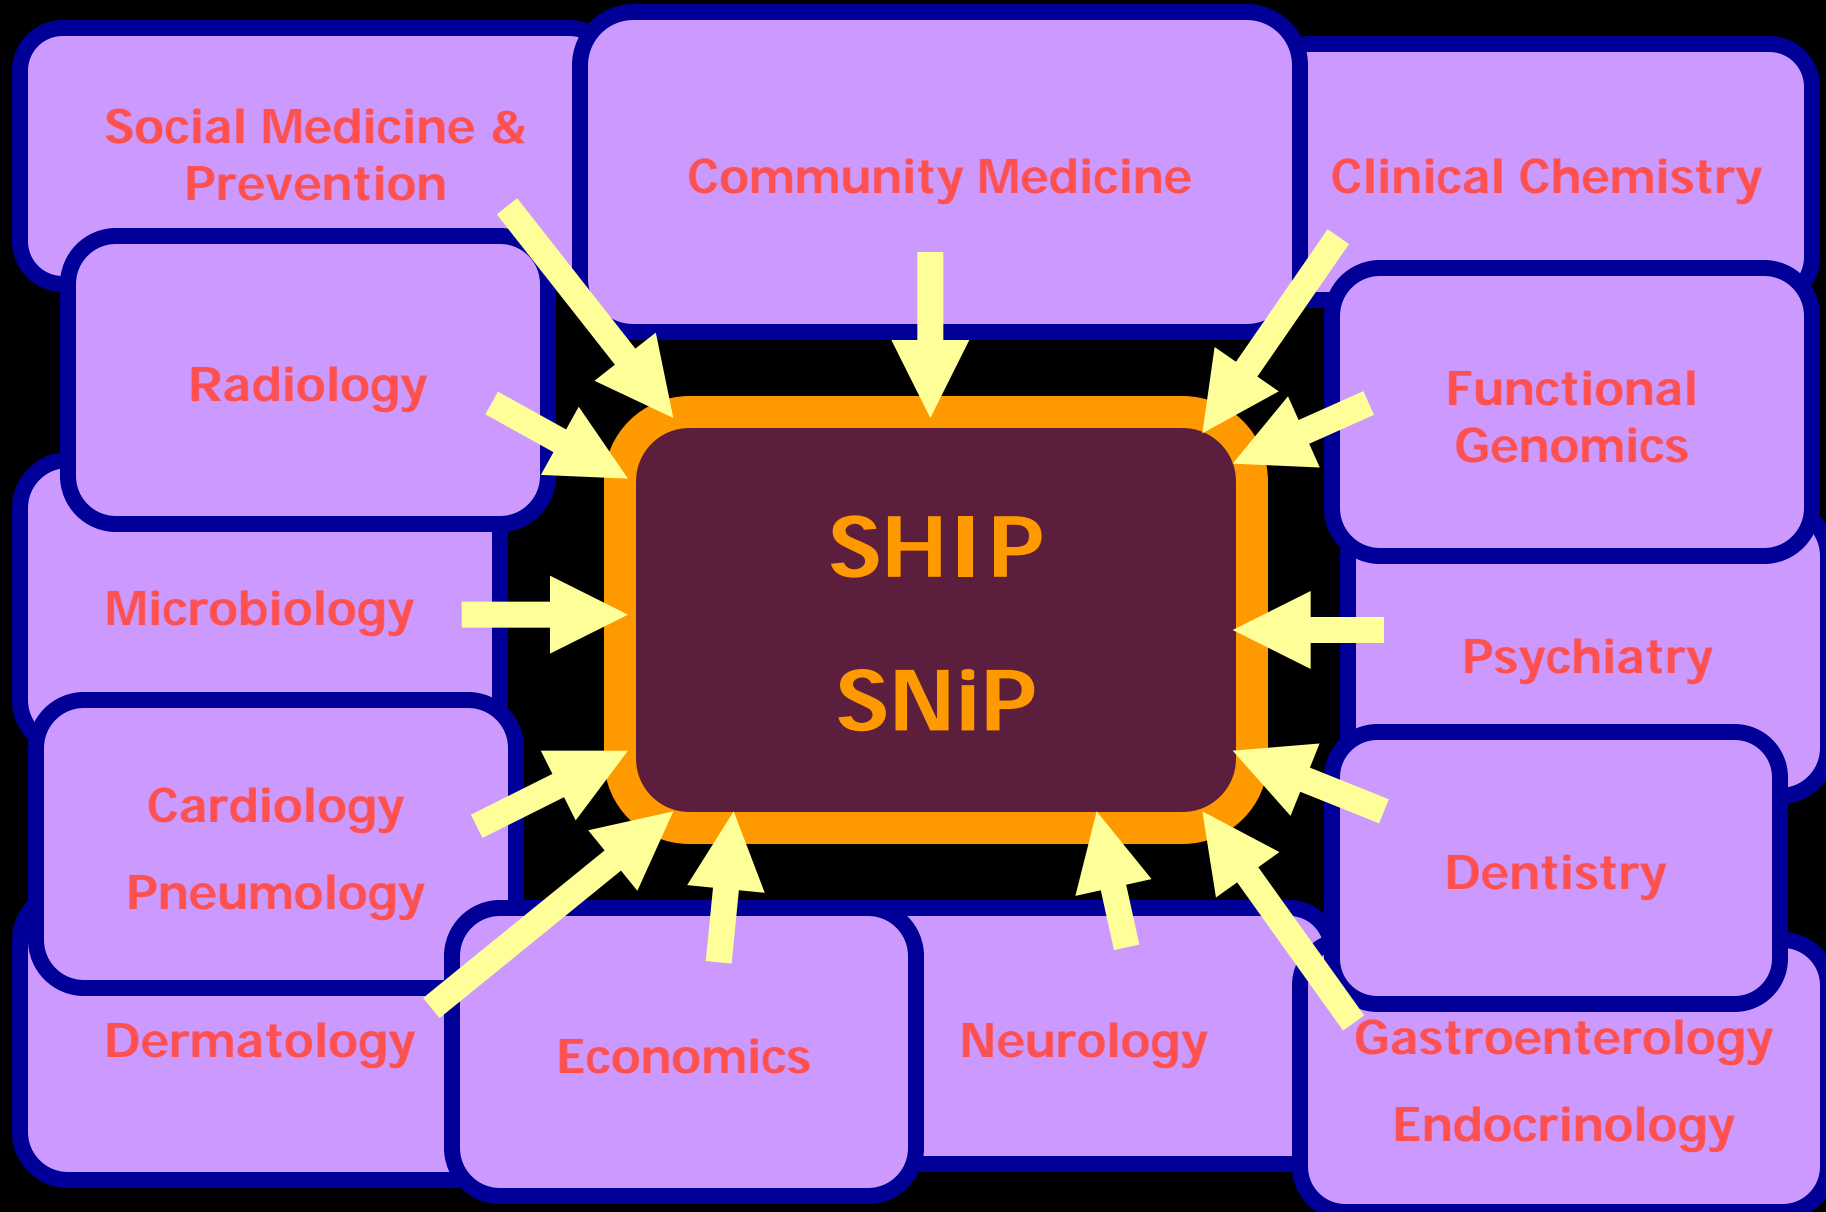 Social Medicine &
Prevention
Community Medicine
Clinical Chemistry
Radiology
Functional
Genomics
SHIP
SNiP
Microbiology
Psychiatry
Cardiology
Pneumology
Dentistry
Dermatology
Economics
Neurology
Gastroenterology
Endocrinology